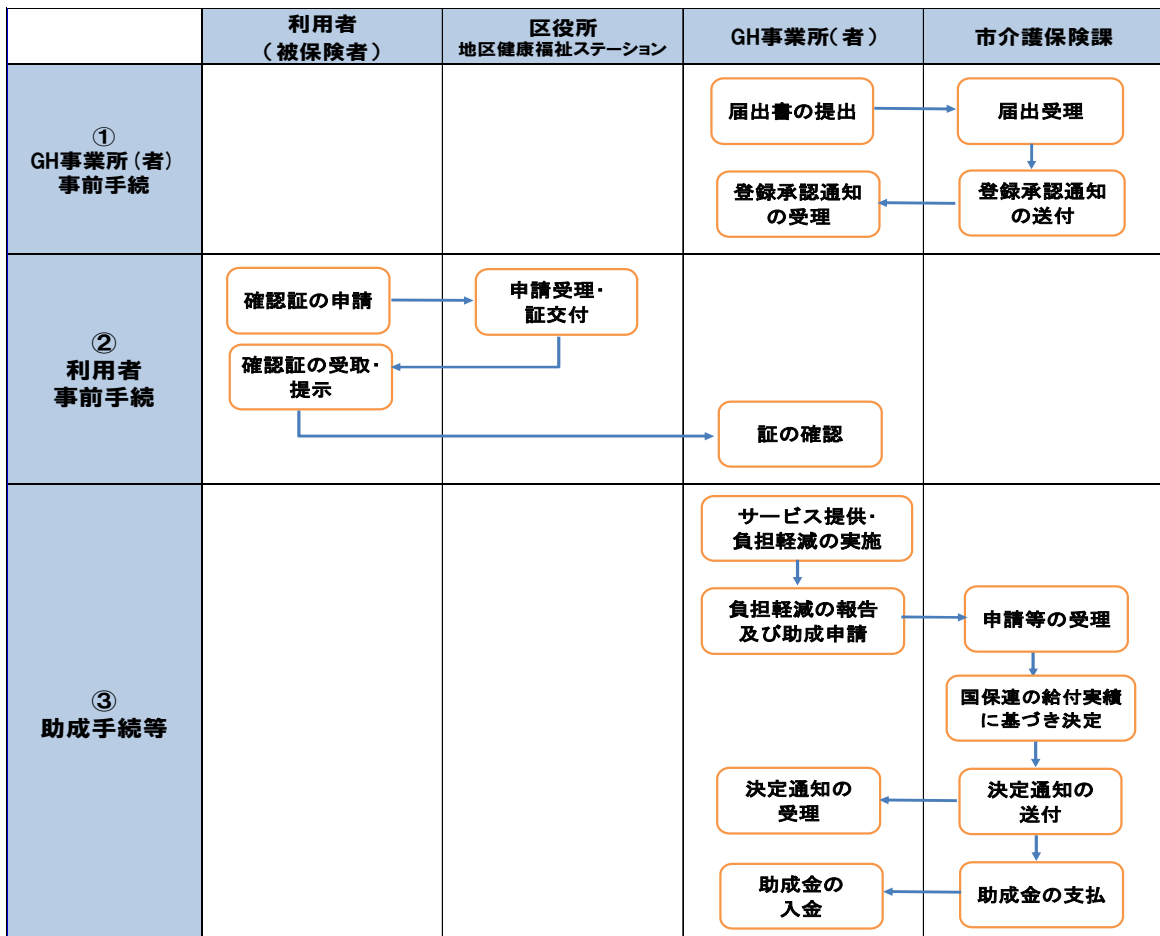 利用者
（被保険者）
区役所
地区健康福祉ステーション
GH事業所（者）
市介護保険課
①
GH事業所（者）
事前手続
届出書の提出
届出受理
登録承認通知
の受理
登録承認通知
の送付
②
利用者
事前手続
確認証の申請
申請受理・
証交付
確認証の受取・
提示
証の確認
③
助成手続等
サービス提供・
負担軽減の実施
負担軽減の報告
及び助成申請
申請等の受理
国保連の給付実績
に基づき決定
決定通知の
受理
決定通知の
送付
助成金の
入金
助成金の支払